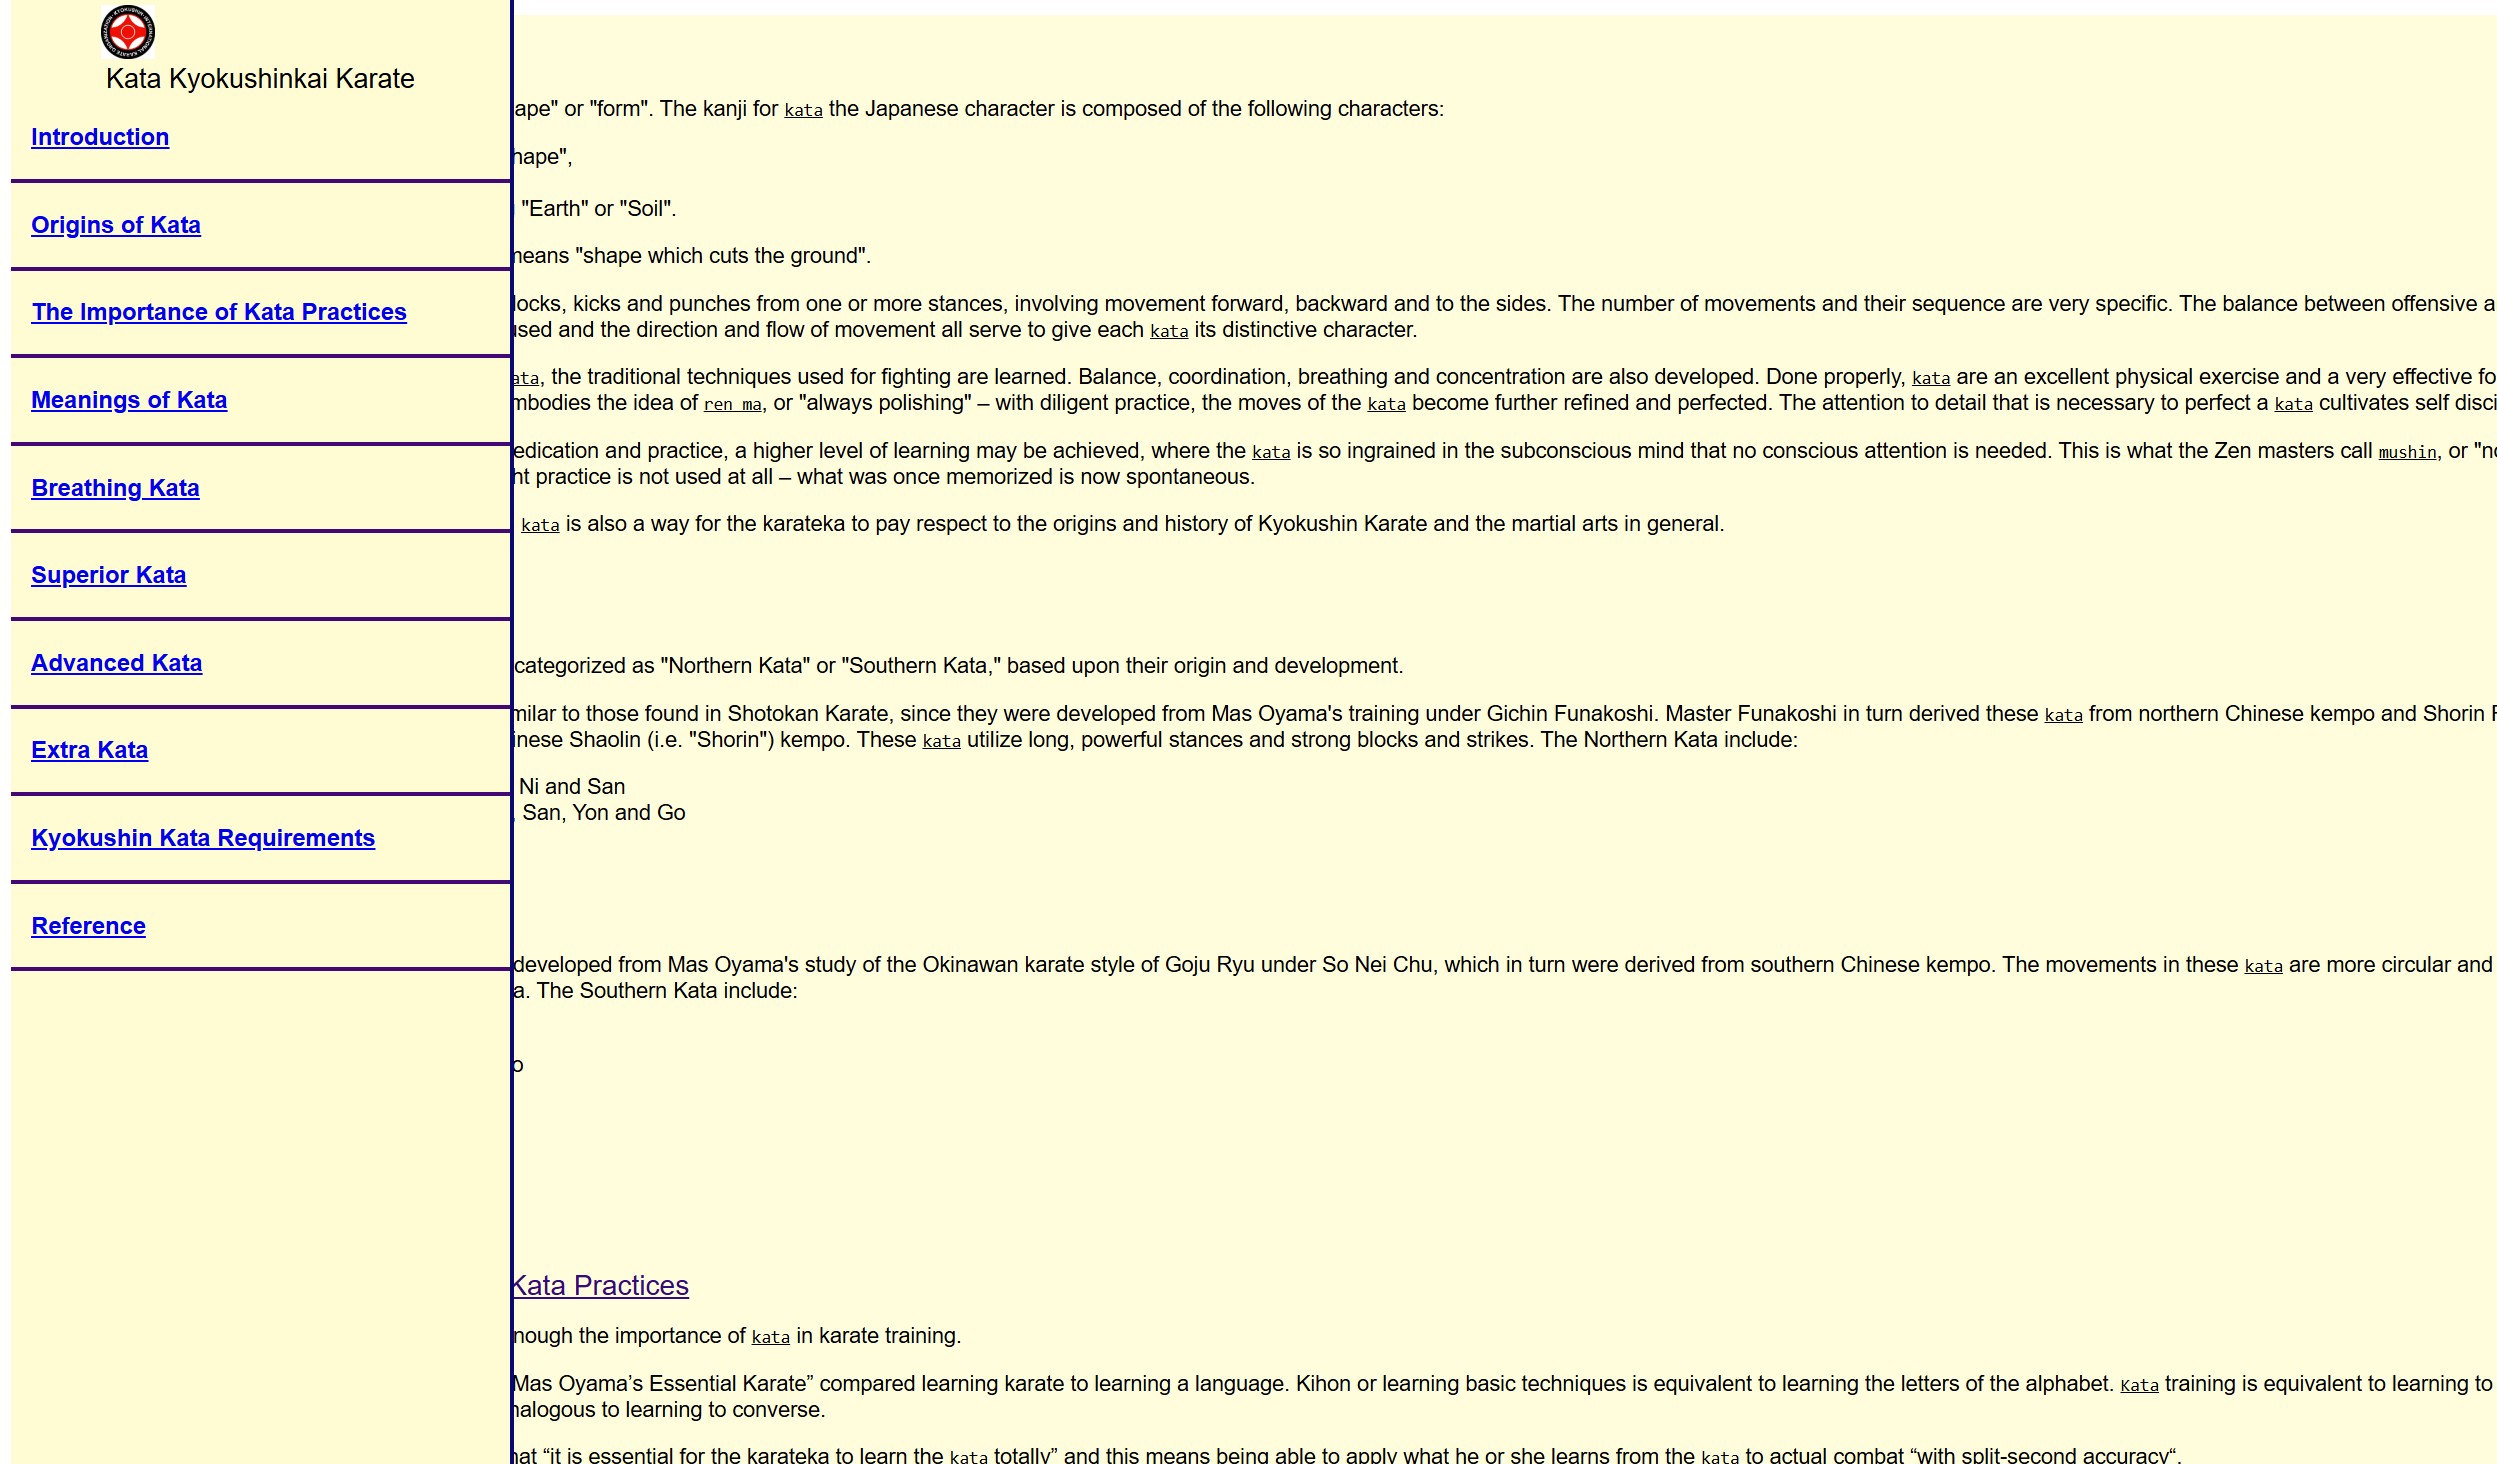 Kata Kyokushinkai Karate
Introduction
Origins of Kata
The Importance of Kata Practices
Meanings of Kata
Breathing Kata
Superior Kata
Advanced Kata
Extra Kata
Kyokushin Kata Requirements
Reference
ape" or "form". The kanji for kata the Japanese character is composed of the following characters:
hape",
"Earth" or "Soil".
means "shape which cuts the ground".
locks, kicks and punches from one or more stances, involving movement forward, backward and to the sides. The number of movements and their sequence are very specific. The balance between offensive a
used and the direction and flow of movement all serve to give each kata its distinctive character.
ata, the traditional techniques used for fighting are learned. Balance, coordination, breathing and concentration are also developed. Done properly, kata are an excellent physical exercise and a very effective fo
mbodies the idea of ren ma, or "always polishing" – with diligent practice, the moves of the kata become further refined and perfected. The attention to detail that is necessary to perfect a kata cultivates self disci
edication and practice, a higher level of learning may be achieved, where the kata is so ingrained in the subconscious mind that no conscious attention is needed. This is what the Zen masters call mushin, or "no
ht practice is not used at all – what was once memorized is now spontaneous.
kata is also a way for the karateka to pay respect to the origins and history of Kyokushin Karate and the martial arts in general.
categorized as "Northern Kata" or "Southern Kata," based upon their origin and development.
milar to those found in Shotokan Karate, since they were developed from Mas Oyama's training under Gichin Funakoshi. Master Funakoshi in turn derived these kata from northern Chinese kempo and Shorin
inese Shaolin (i.e. "Shorin") kempo. These kata utilize long, powerful stances and strong blocks and strikes. The Northern Kata include:
Ni and San
, San, Yon and Go
developed from Mas Oyama's study of the Okinawan karate style of Goju Ryu under So Nei Chu, which in turn were derived from southern Chinese kempo. The movements in these kata are more circular and
a. The Southern Kata include:
o
Kata Practices
nough the importance of kata in karate training.
Mas Oyama’s Essential Karate” compared learning karate to learning a language. Kihon or learning basic techniques is equivalent to learning the letters of the alphabet. Kata training is equivalent to learning to
nalogous to learning to converse.
hat “it is essential for the karateka to learn the kata totally” and this means being able to apply what he or she learns from the kata to actual combat “with split-second accuracy“.